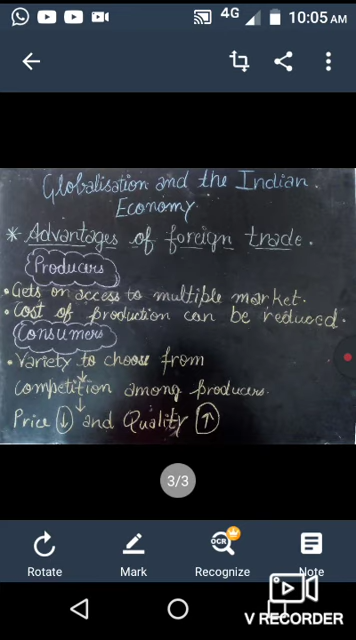 4G 10:05 AM
Globalisation and the Indian.
Economy.
* Advantages of foreign trade.
Producers
• Gets on access to multiple market.
• Cost of production can be reduced.
Consumers
• Variety to choose from
competition among producers.
Price ↓ and Quality ↑
3/3
OCR
Rotate Mark Recognize Note
V RECORDER